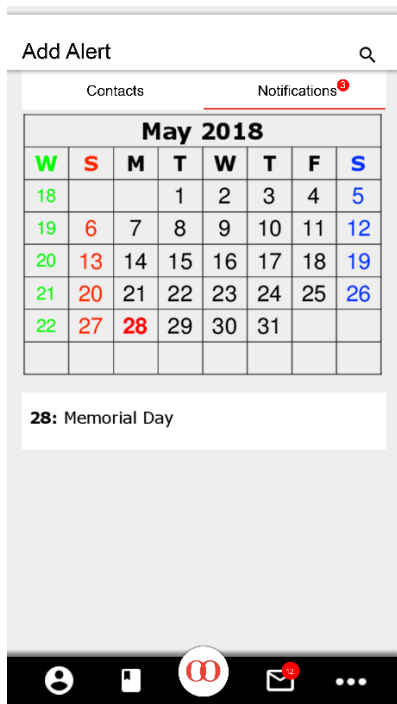 Add Alert
Contacts Notifications 3
May 2018
W S M T W T F S
18 1 2 3 4 5
19 6 7 8 9 10 11 12
20 13 14 15 16 17 18 19
21 20 21 22 23 24 25 26
22 27 28 29 30 31
28: Memorial Day
12